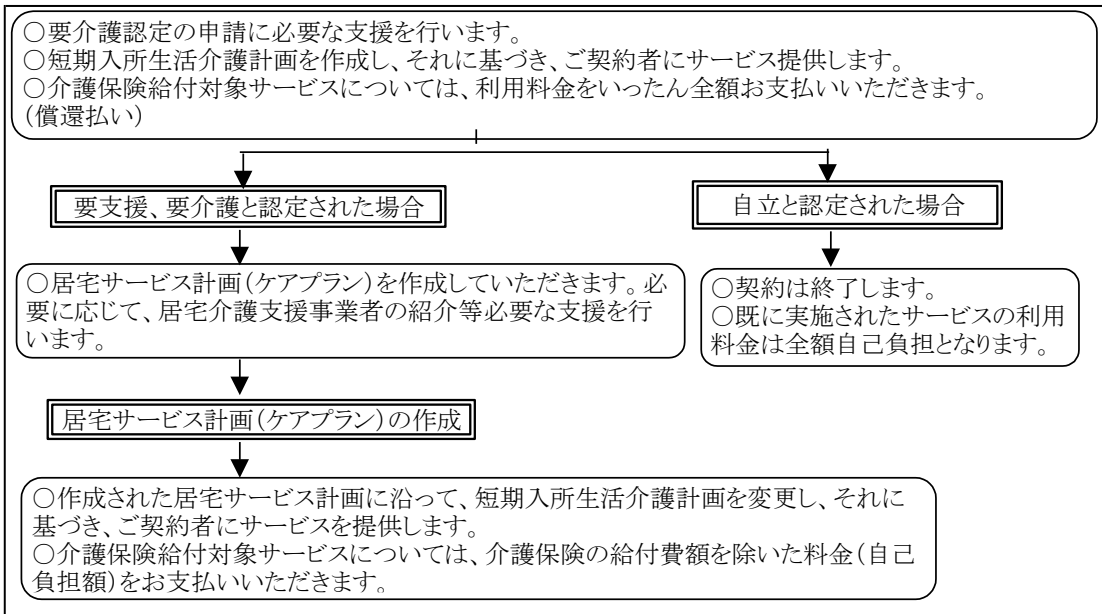 ○要介護認定の申請に必要な支援を行います。
○短期入所生活介護計画を作成し、それに基づき、ご契約者にサービス提供します。
○介護保険給付対象サービスについては、利用料金をいったん全額お支払いいただきます。
(償還払い)
要支援、要介護と認定された場合
自立と認定された場合
○居宅サービス計画(ケアプラン)を作成していただきます。必
要に応じて、居宅介護支援事業者の紹介等必要な支援を行
います。
○契約は終了します。
○既に実施されたサービスの利用
料金は全額自己負担となります。
居宅サービス計画(ケアプラン)の作成
○作成された居宅サービス計画に沿って、短期入所生活介護計画を変更し、それに
基づき、ご契約者にサービスを提供します。
○介護保険給付対象サービスについては、介護保険の給付費額を除いた料金(自己
負担額)をお支払いいただきます。